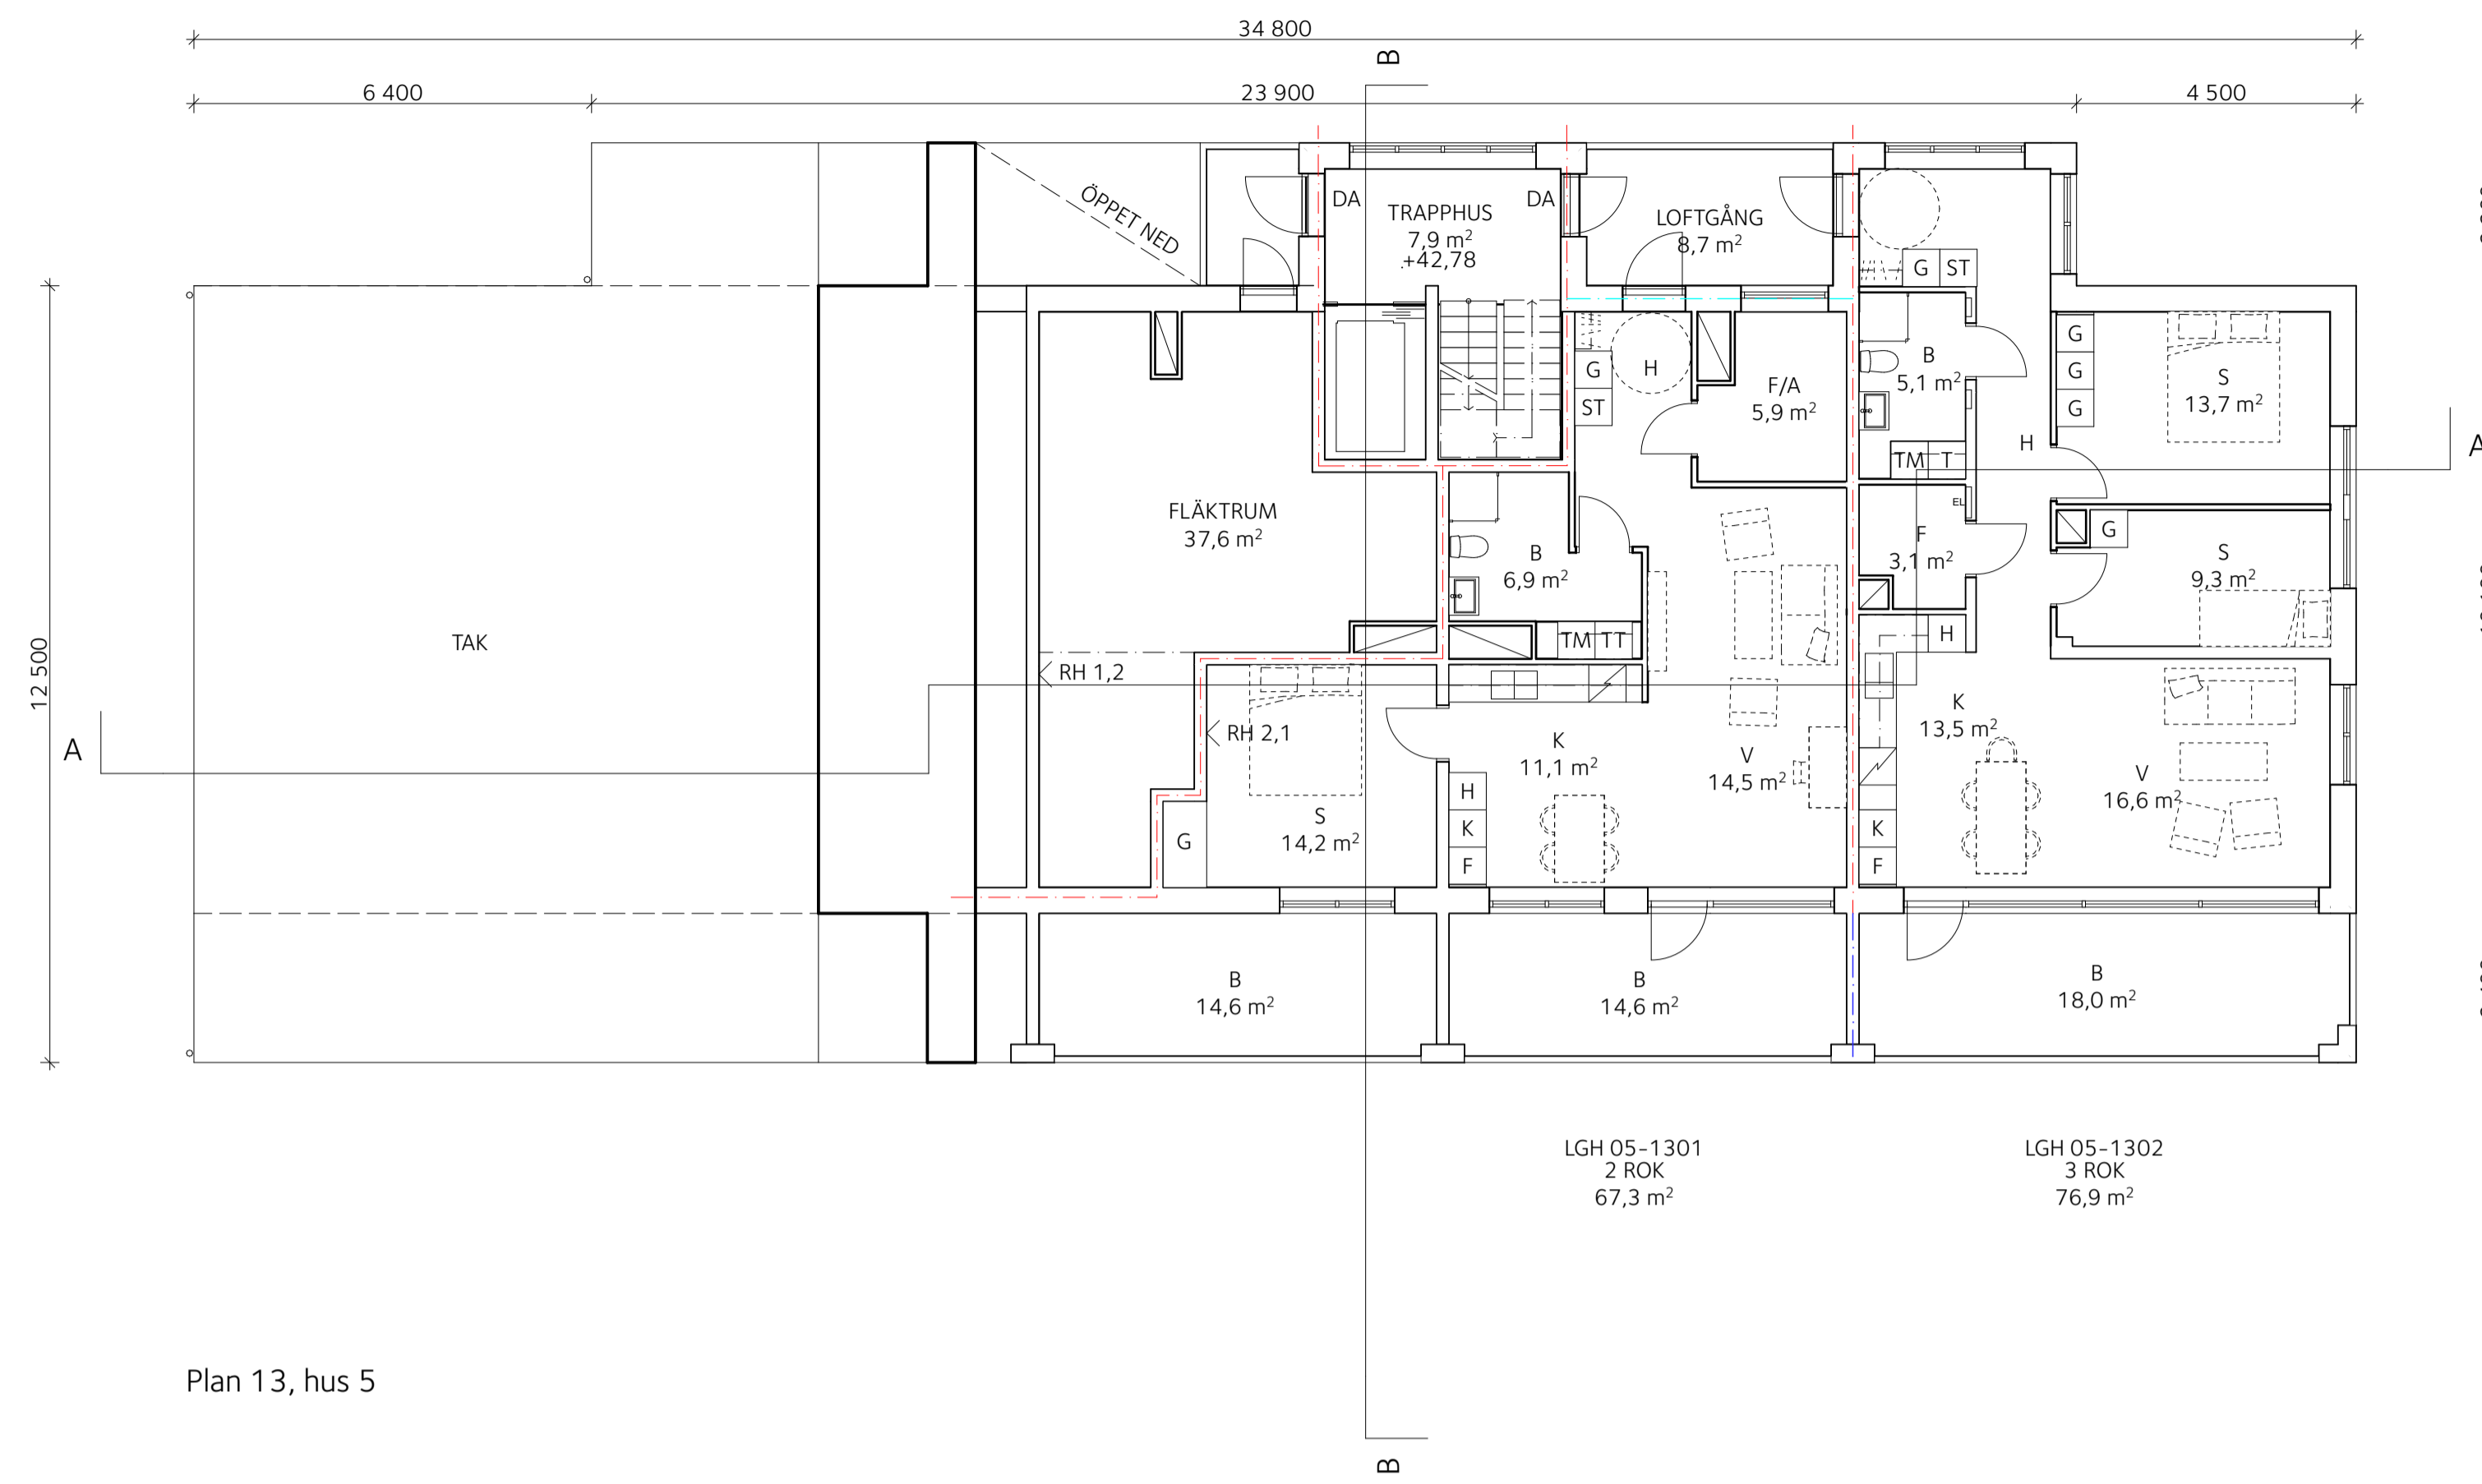 34 800
B
6 400
23 900
4 500
ÖPPET NED
DA
TRAPPHUS
7,9 m²
+42,78
DA
LOFTGÅNG
8,7 m²
G
ST
G
ST
H
F/A
5,9 m²
B
5,1 m²
TM
T
H
G
G
G
S
13,7 m²
A
FLÄKTRUM
37,6 m²
B
6,9 m²
TM
TT
EL
F
3,1 m²
G
S
9,3 m²
12 500
TAK
RH 1,2
RH 2,1
A
G
S
14,2 m²
K
11,1 m²
H
K
F
V
14,5 m²
H
K
13,5 m²
K
F
V
16,6 m²
B
14,6 m²
B
14,6 m²
B
18,0 m²
LGH 05-1301
2 ROK
67,3 m²
LGH 05-1302
3 ROK
76,9 m²
Plan 13, hus 5
B